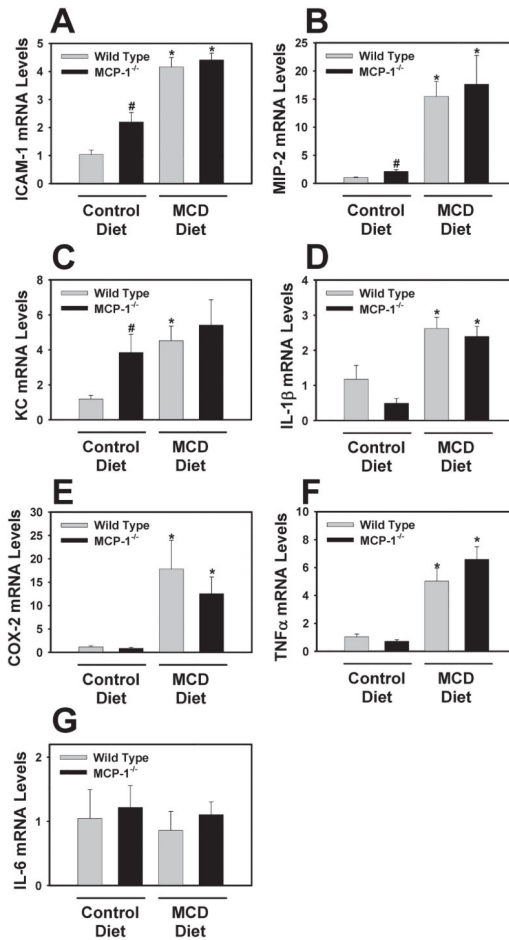 A
Wild Type
MCP-1-/-
ICAM-1 mRNA Levels
5
4
3
2
1
0
*
*
#
Control
Diet
MCD
Diet
B
Wild Type
MCP-1-/-
MIP-2 mRNA Levels
25
20
15
10
5
0
*
*
#
Control
Diet
MCD
Diet
C
Wild Type
MCP-1-/-
KC mRNA Levels
8
6
4
2
0
#
*
Control
Diet
MCD
Diet
D
Wild Type
MCP-1-/-
IL-1β mRNA Levels
4
3
2
1
0
*
*
Control
Diet
MCD
Diet
E
Wild Type
MCP-1-/-
COX-2 mRNA Levels
30
25
20
15
10
5
0
*
*
Control
Diet
MCD
Diet
F
Wild Type
MCP-1-/-
TNFα mRNA Levels
10
8
6
4
2
0
*
*
Control
Diet
MCD
Diet
G
Wild Type
MCP-1-/-
IL-6 mRNA Levels
2
1
0
Control
Diet
MCD
Diet